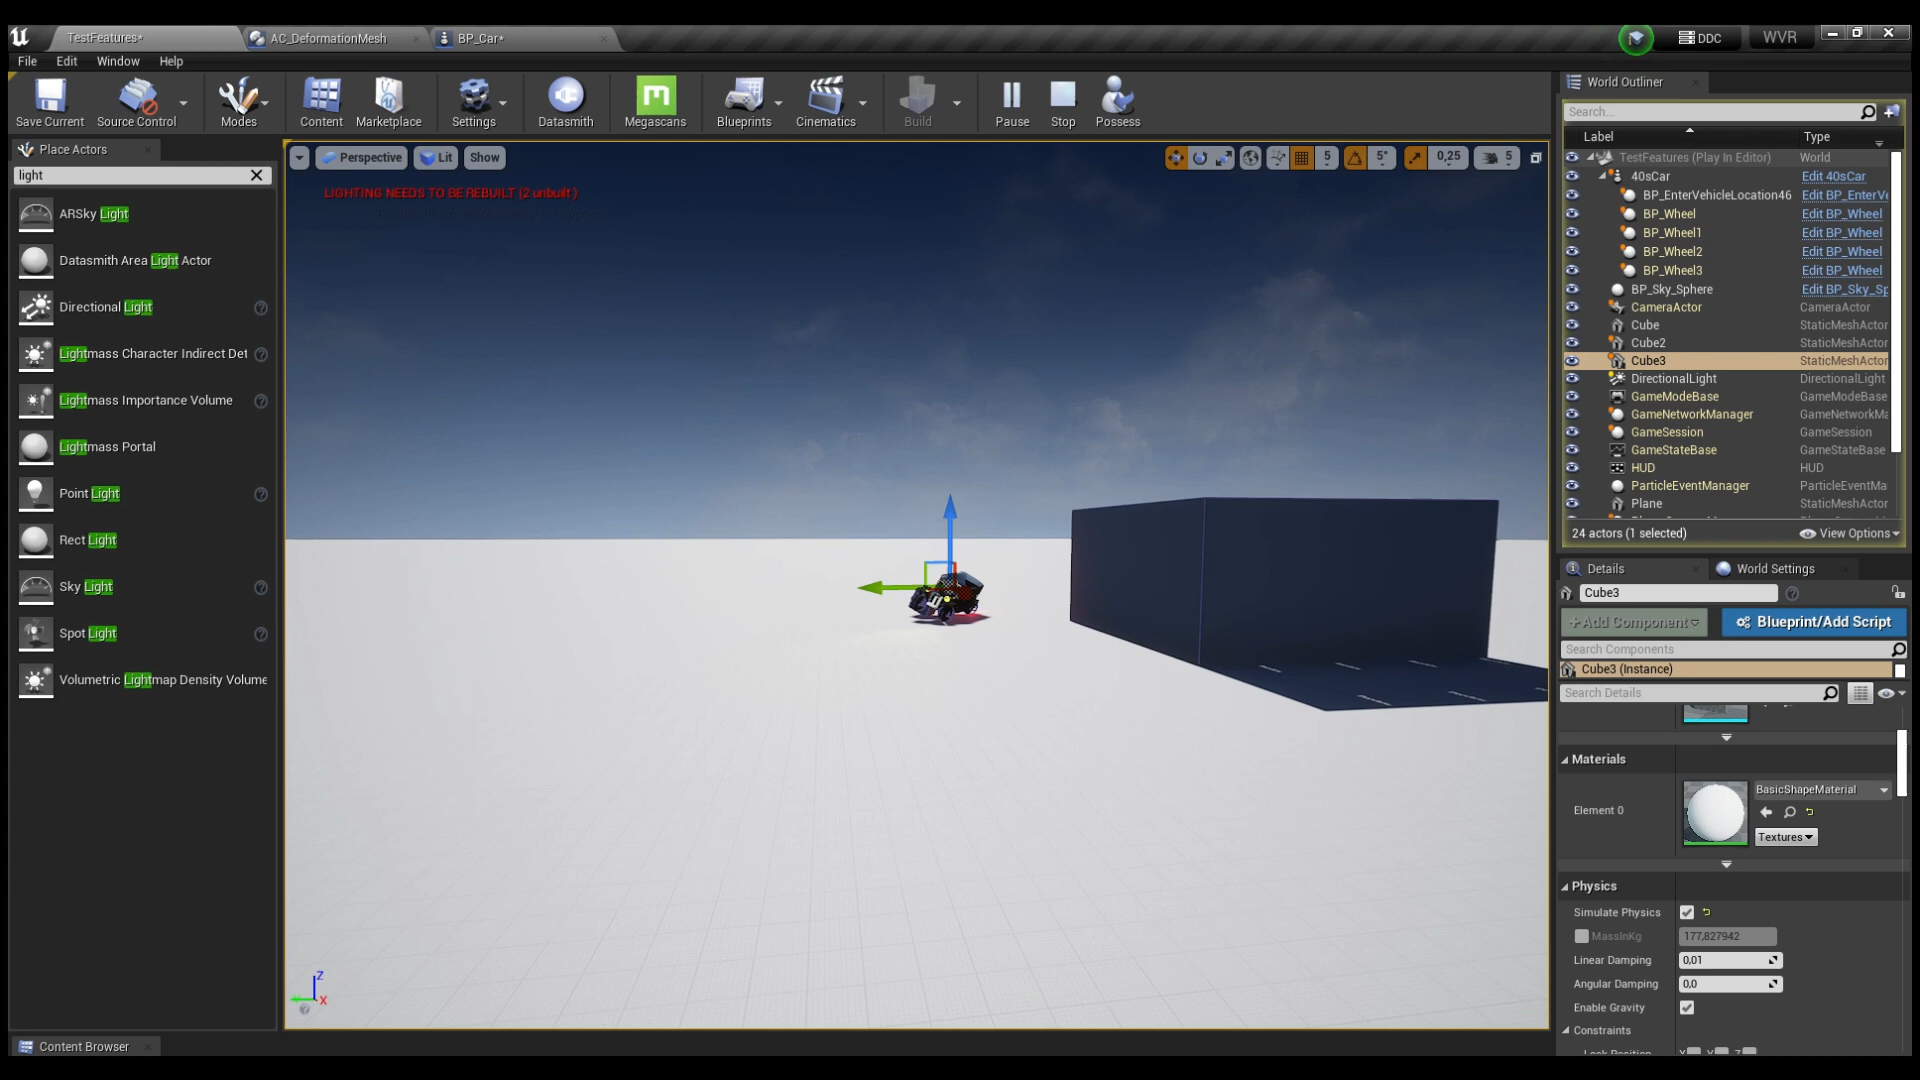 TestFeatures*
AC_DeformationMesh
BP_Car*
DDC
WVR
File Edit Window Help
Save Current
Source Control
Modes
Content
Marketplace
Settings
Datasmith
Megascans
Blueprints
Cinematics
Build
Pause
Stop
Possess
Place Actors
light
ARSky Light
Datasmith Area Light Actor
Directional Light
Lightmass Character Indirect Det
Lightmass Importance Volume
Lightmass Portal
Point Light
Rect Light
Sky Light
Spot Light
Volumetric Lightmap Density Volume
Content Browser
Perspective
Lit
Show
5
5°
0,25
5
LIGHTING NEEDS TO BE REBUILT (2 unbuilt)
Z
X
World Outliner
Search...
Label Type
TestFeatures (Play In Editor) World
40sCar Edit 40sCar
BP_EnterVehicleLocation46 Edit BP_EnterVe
BP_Wheel Edit BP_Wheel
BP_Wheel1 Edit BP_Wheel
BP_Wheel2 Edit BP_Wheel
BP_Wheel3 Edit BP_Wheel
BP_Sky_Sphere Edit BP_Sky_Sp
CameraActor CameraActor
Cube StaticMeshActor
Cube2 StaticMeshActor
Cube3 StaticMeshActor
DirectionalLight DirectionalLight
GameModeBase GameModeBase
GameNetworkManager GameNetworkMa
GameSession GameSession
GameStateBase GameStateBase
HUD HUD
ParticleEventManager ParticleEventMa
Plane StaticMeshActor
24 actors (1 selected) View Options
Details
World Settings
Cube3
+Add Component
Blueprint/Add Script
Search Components
Cube3 (Instance)
Search Details
Materials
Element 0
BasicShapeMaterial
Textures
Physics
Simulate Physics
MassInKg 177,827942
Linear Damping 0,01
Angular Damping 0,0
Enable Gravity
Constraints
Lock Position X Y Z